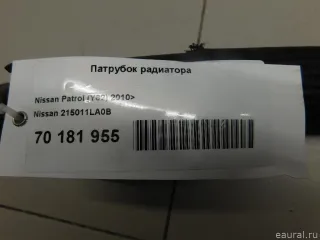 Патрубок радиатора
Nissan Patrol (Y62) 2010>
Nissan 215011LA0B
70 181 955
eaural.ru